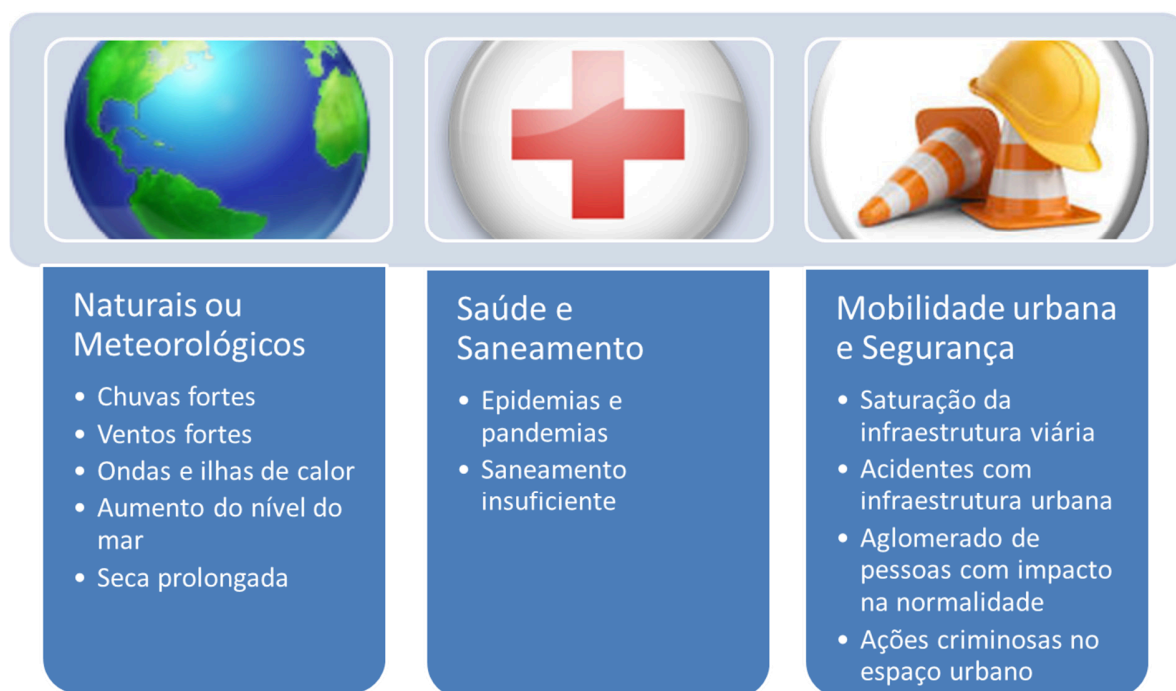 Naturais ou
Meteorológicos
• Chuvas fortes
• Ventos fortes
• Ondas e ilhas de calor
• Aumento do nível do
mar
• Seca prolongada
Saúde e
Saneamento
• Epidemias e
pandemias
• Saneamento
insuficiente
Mobilidade urbana
e Segurança
• Saturação da
infraestrutura viária
• Acidentes com
infraestrutura urbana
• Aglomerado de
pessoas com impacto
na normalidade
• Ações criminosas no
espaço urbano